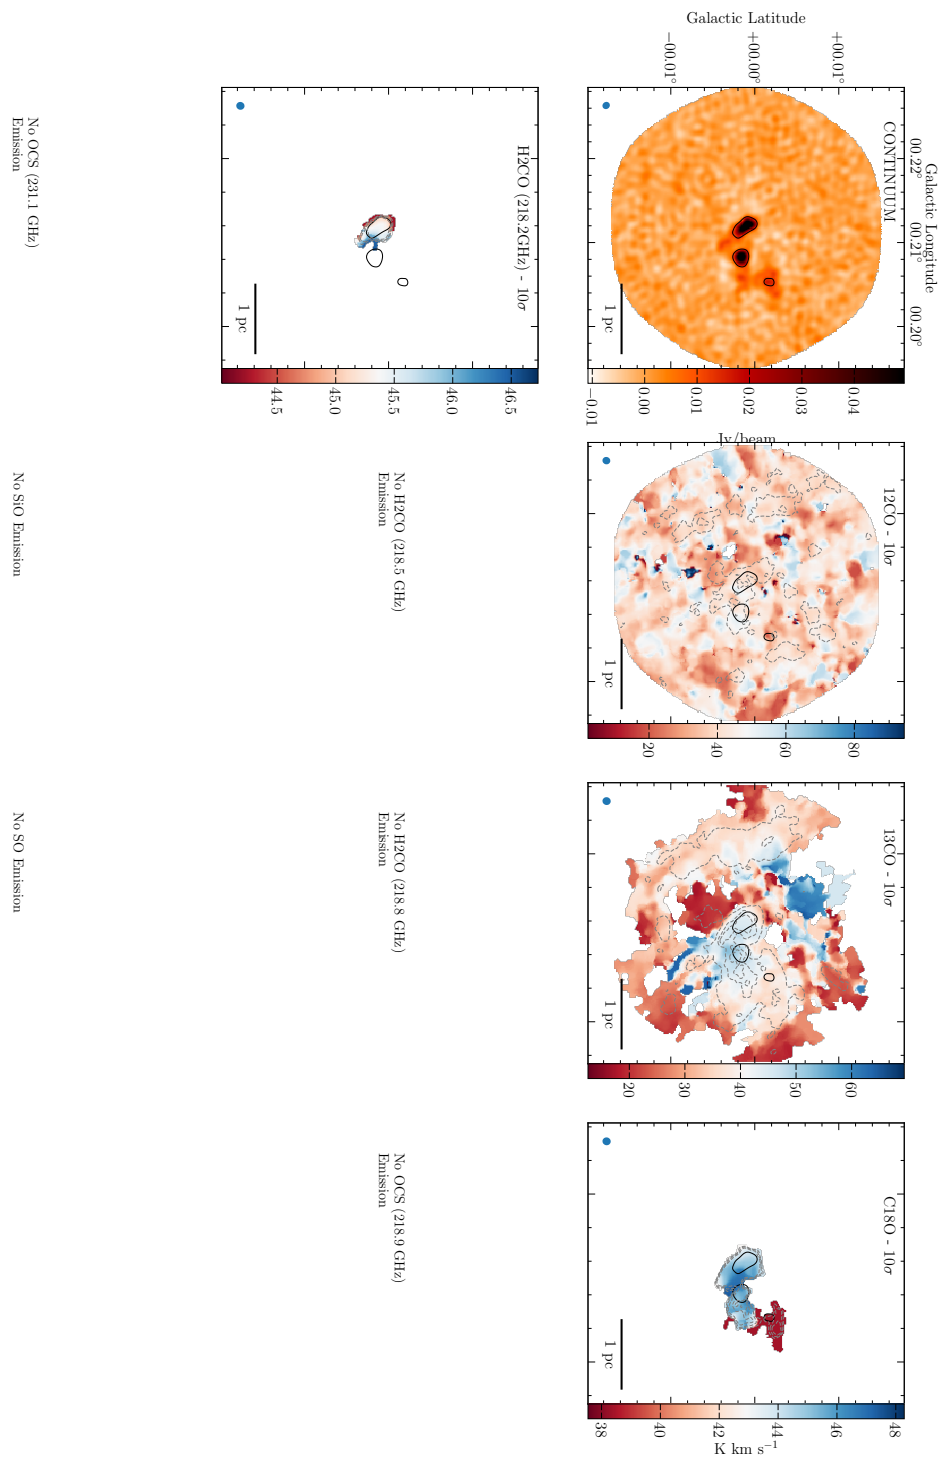 Galactic Longitude
00.22°
00.21°
00.20°
Galactic Latitude
+00.01°
+00.00°
−00.01°
CONTINUUM
1 pc
−0.01
0.00
0.01
0.02
0.03
0.04
Jy/beam
12CO - 10σ
1 pc
20
40
60
80
13CO - 10σ
1 pc
20
30
40
50
60
C18O - 10σ
1 pc
38
40
42
44
46
48
K km s⁻¹
H2CO (218.2GHz) - 10σ
1 pc
44.5
45.0
45.5
46.0
46.5
No H2CO (218.5 GHz)
Emission
No H2CO (218.8 GHz)
Emission
No OCS (218.9 GHz)
Emission
No OCS (231.1 GHz)
Emission
No SiO Emission
No SO Emission